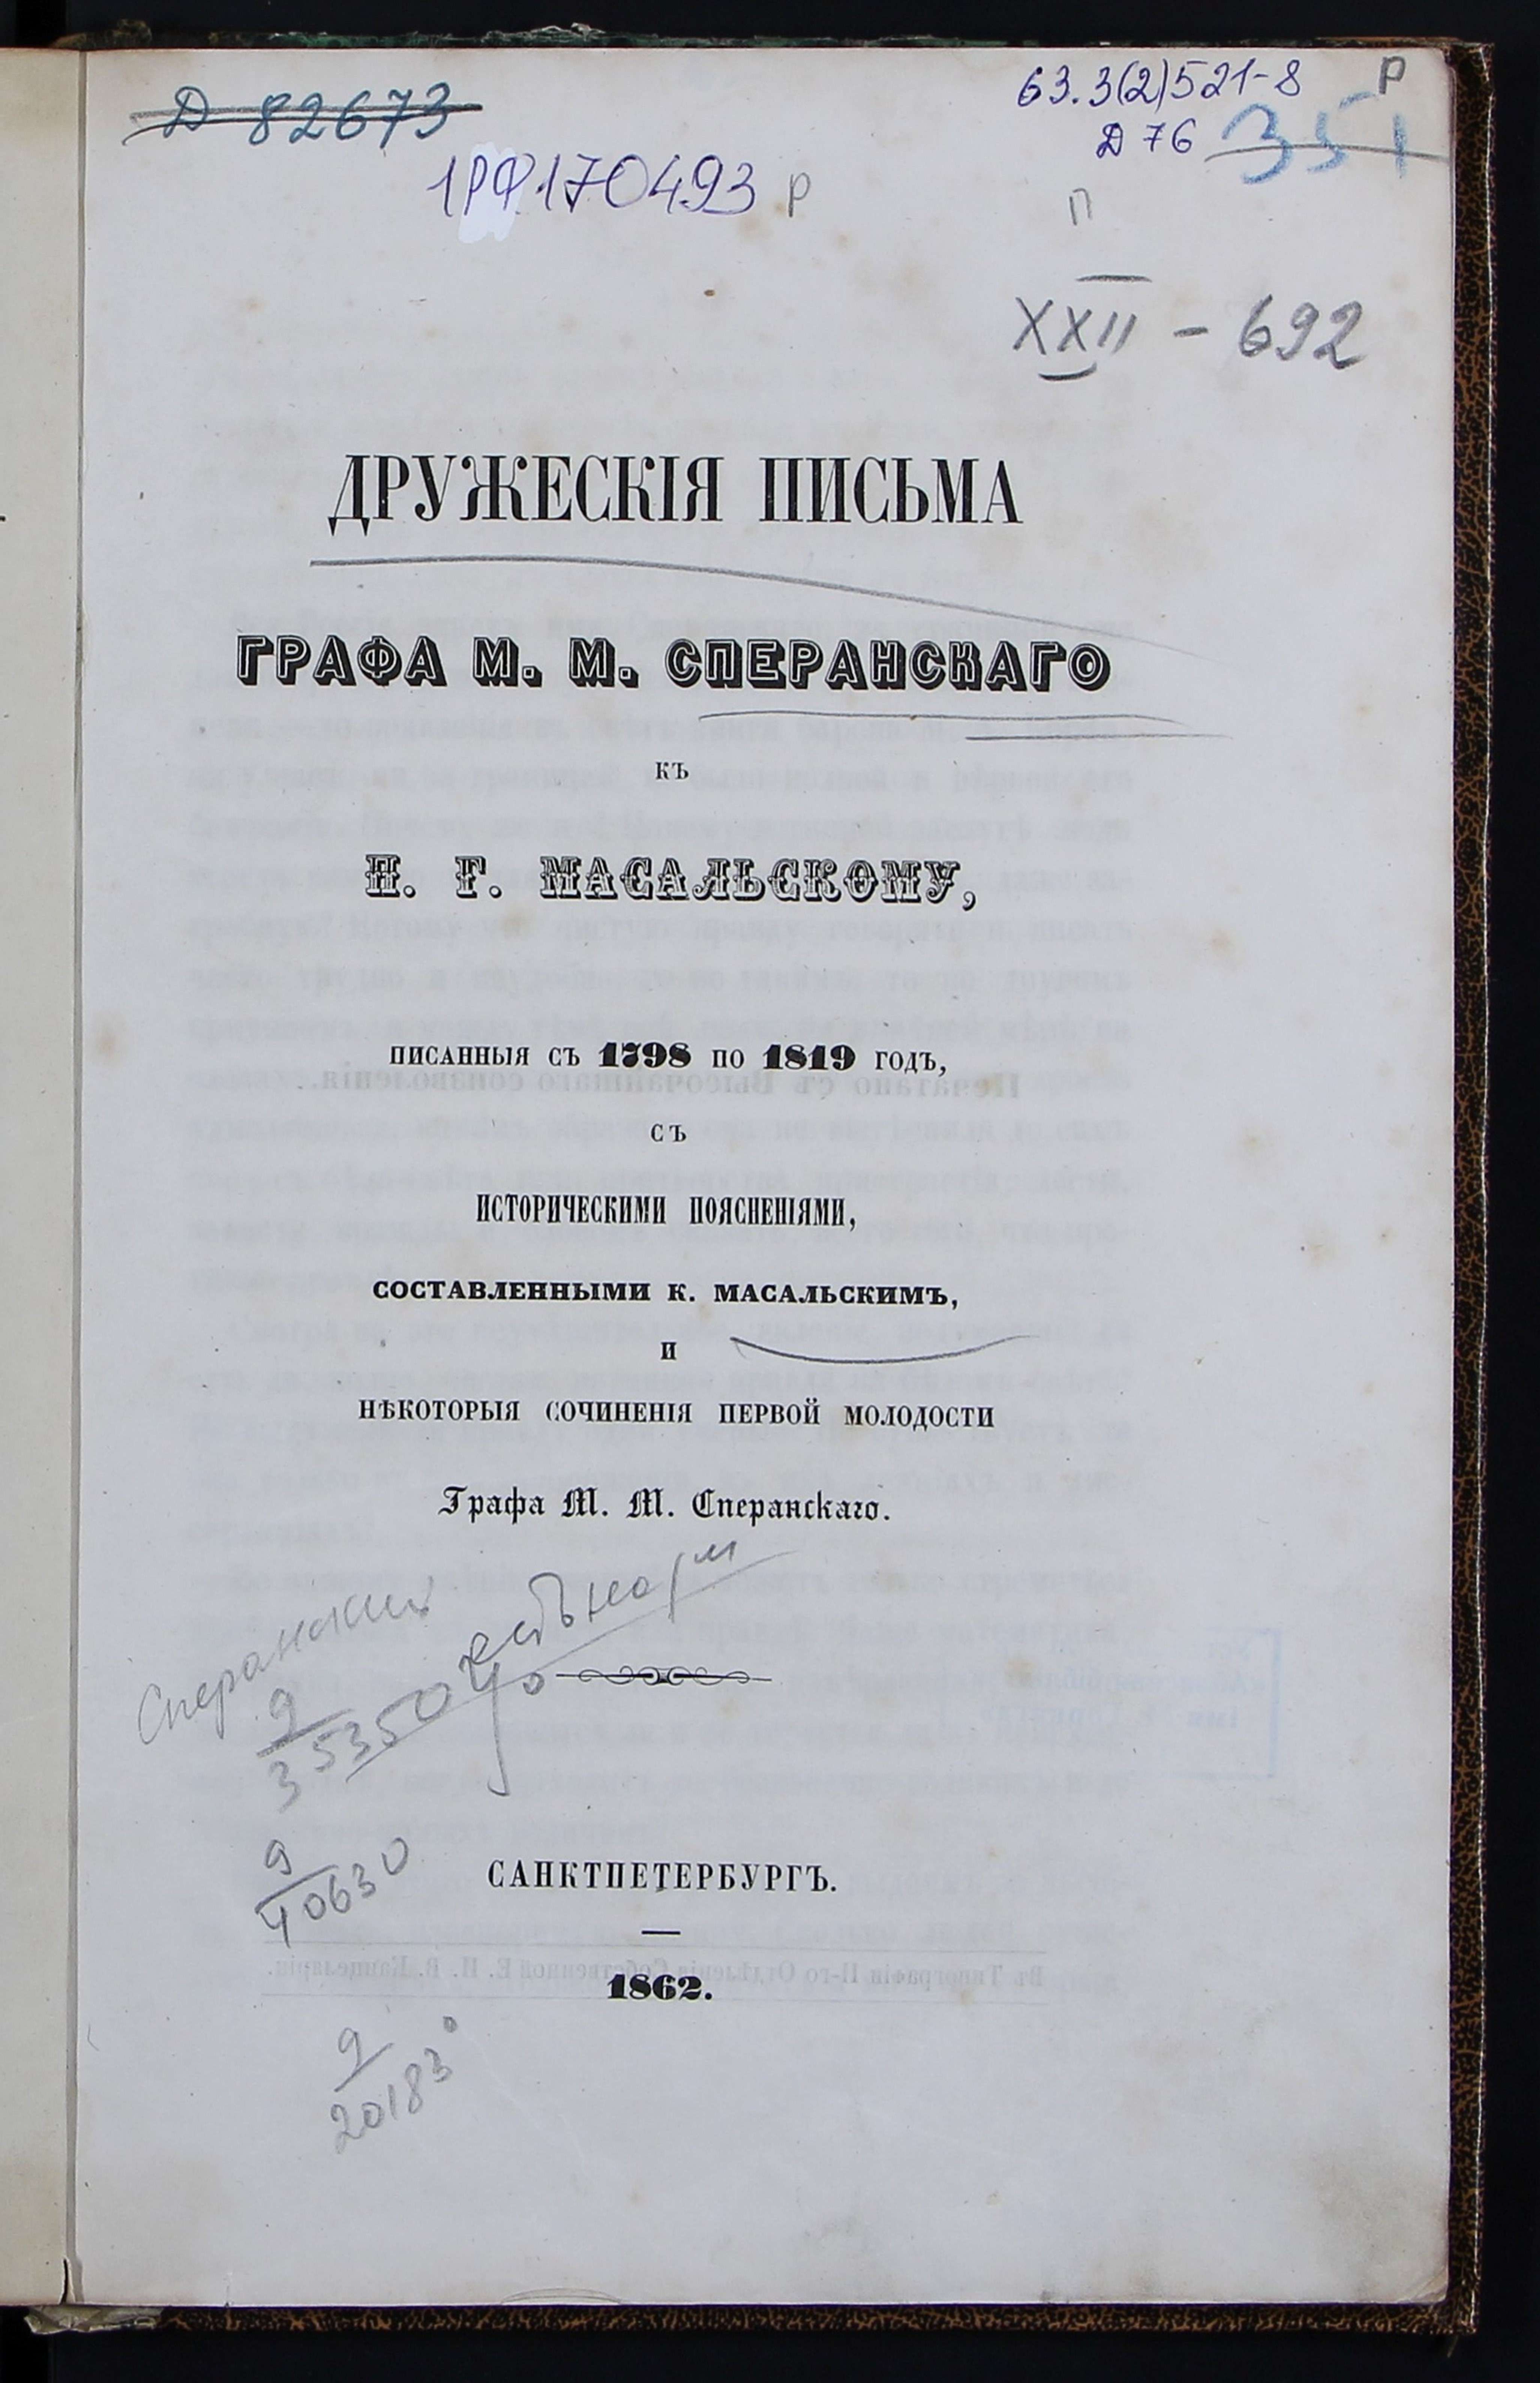 Д 82673
63.3(2)521-8 Р
Д 76 351
1РФ170493 Р
П
XXII - 692
ДРУЖЕСКІЯ ПИСЬМА
ГРАФА М. М. СПЕРАНСКАГО
КЪ
П. Г. МАСАЛЬСКОМУ,
ПИСАННЫЯ СЪ 1798 ПО 1819 ГОДЪ,
СЪ
ИСТОРИЧЕСКИМИ ПОЯСНЕНІЯМИ,
СОСТАВЛЕННЫМИ К. МАСАЛЬСКИМЪ,
И
НѢКОТОРЫЯ СОЧИНЕНІЯ ПЕРВОЙ МОЛОДОСТИ
Графа М. М. Сперанскаго.
Сперанский
9
35350
9
40630
САНКТПЕТЕРБУРГЪ.
1862.
9
20183